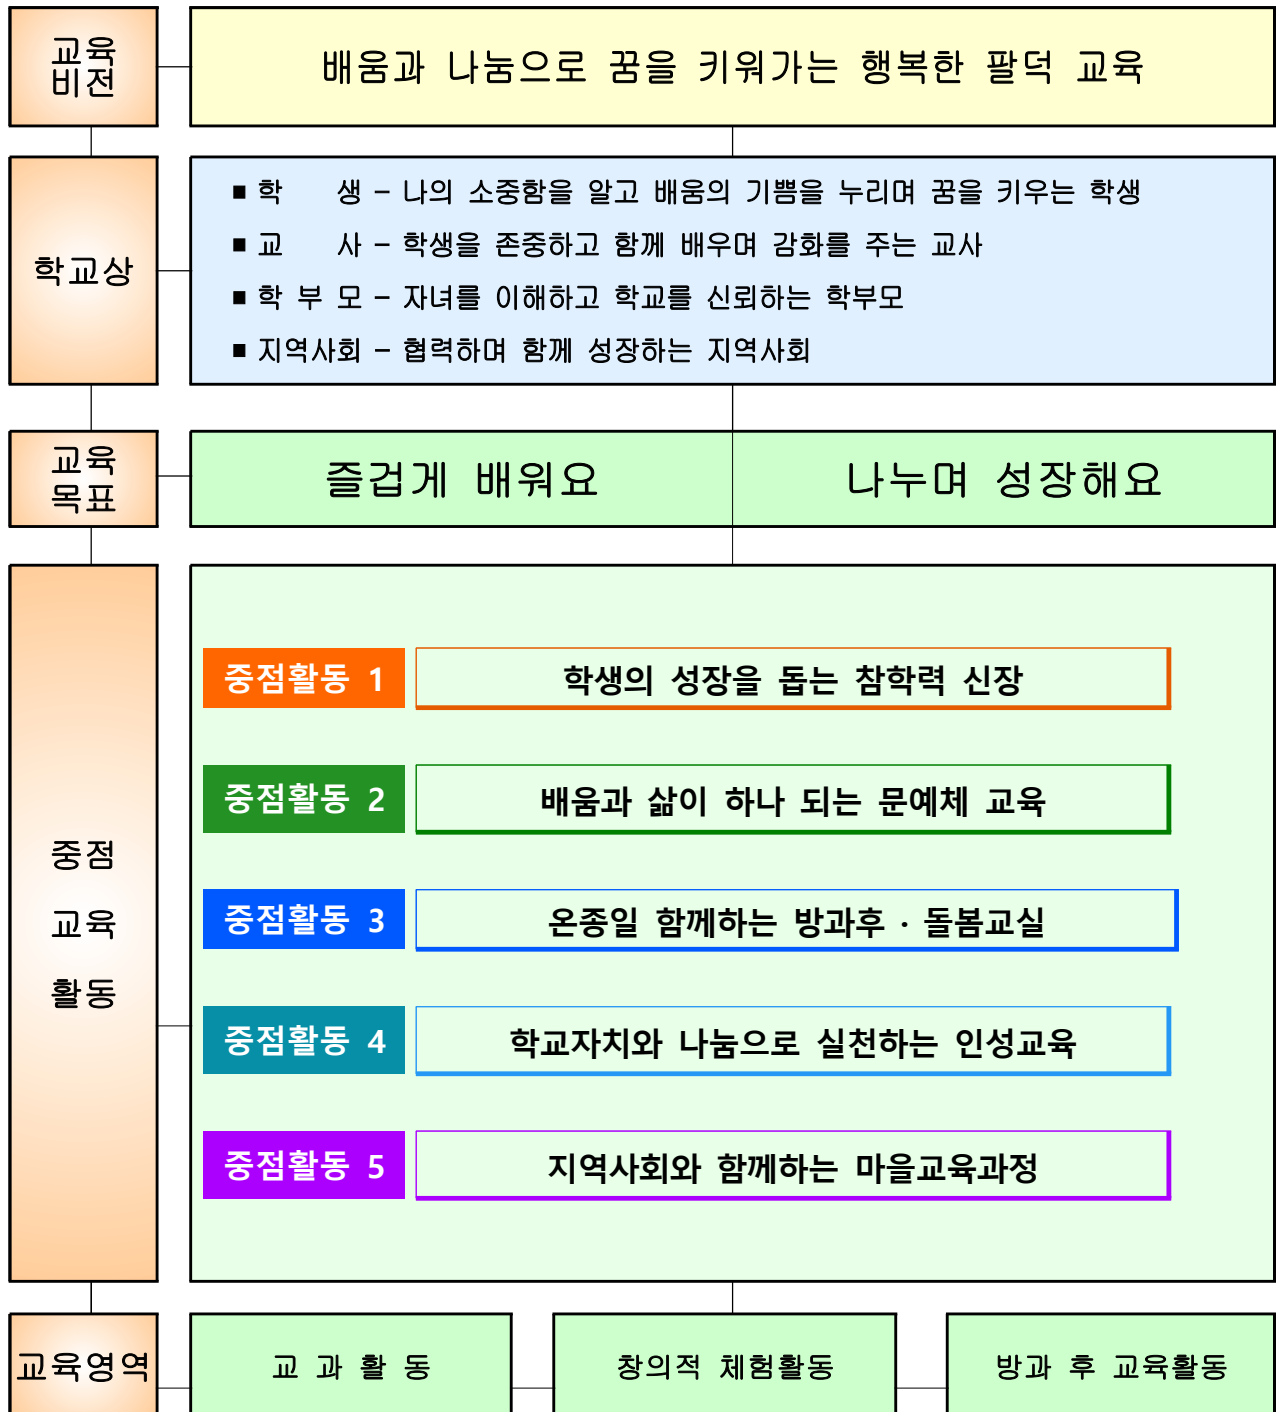 교육
비전
배움과 나눔으로 꿈을 키워가는 행복한 팔덕 교육
학교상
■ 학 생 – 나의 소중함을 알고 배움의 기쁨을 누리며 꿈을 키우는 학생
■ 교 사 – 학생을 존중하고 함께 배우며 감화를 주는 교사
■ 학 부 모 – 자녀를 이해하고 학교를 신뢰하는 학부모
■ 지역사회 – 협력하며 함께 성장하는 지역사회
교육
목표
즐겁게 배워요 나누며 성장해요
중점
교육
활동
중점활동 1 학생의 성장을 돕는 참학력 신장
중점활동 2 배움과 삶이 하나 되는 문예체 교육
중점활동 3 온종일 함께하는 방과후 · 돌봄교실
중점활동 4 학교자치와 나눔으로 실천하는 인성교육
중점활동 5 지역사회와 함께하는 마을교육과정
교육영역
교 과 활 동 창의적 체험활동 방과 후 교육활동